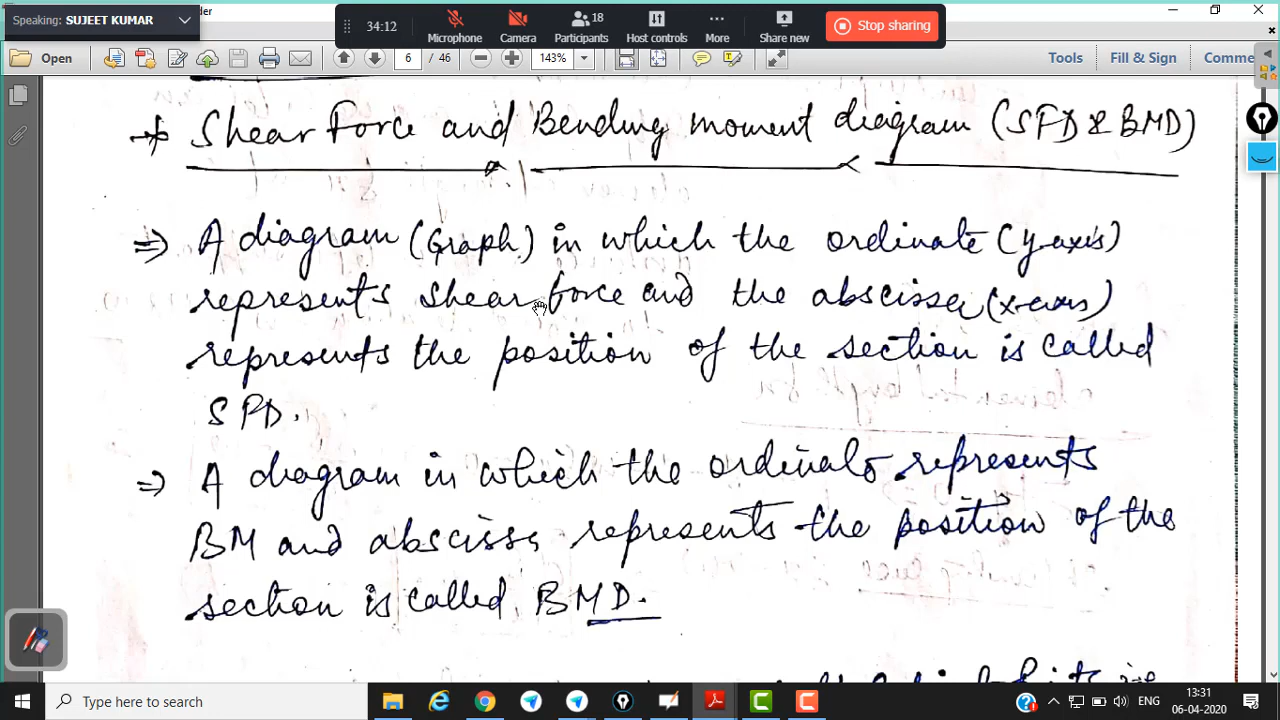 Speaking: SUJEET KUMAR
der
34:12
18
Microphone Camera Participants Host controls More Share new
Stop sharing
Open
6 / 46
143%
Tools Fill & Sign Comme
Shear Force and Bending moment diagram (SFD & BMD)
⇒ A diagram (Graph) in which the ordinate (y-axis)
represents shear force and the abscissa (x-axis)
represents the position of the section is called
SFD.
⇒ A diagram in which the ordinate represents
BM and abscissa represents the position of the
section is called BMD.
Type here to search
ENG
13:31
06-04-2020